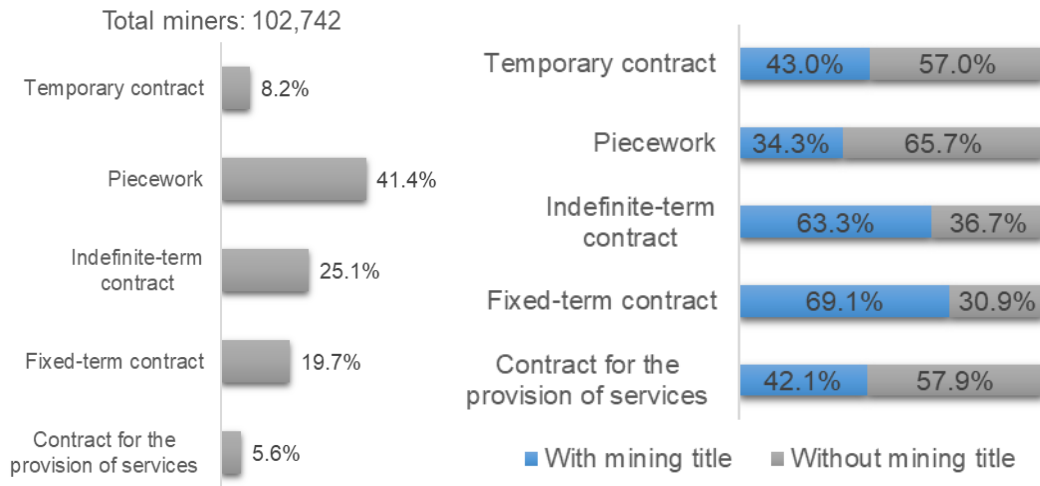 Total miners: 102,742
Temporary contract
8.2%
Piecework
41.4%
Indefinite-term
contract
25.1%
Fixed-term contract
19.7%
Contract for the
provision of services
5.6%
Temporary contract
43.0% 57.0%
Piecework
34.3% 65.7%
Indefinite-term
contract
63.3% 36.7%
Fixed-term contract
69.1% 30.9%
Contract for the
provision of services
42.1% 57.9%
With mining title Without mining title